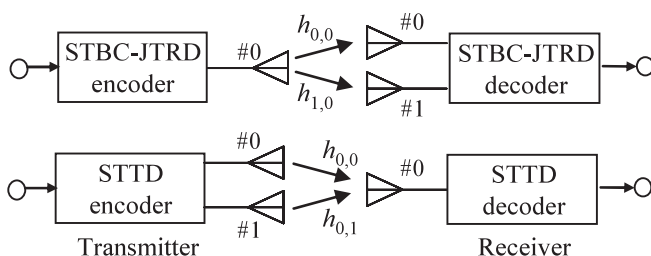 STBC-JTRD
encoder
#0
h0,0
h1,0
#0
#1
STBC-JTRD
decoder
STTD
encoder
#0
#1
h0,0
h0,1
#0
STTD
decoder
Transmitter
Receiver